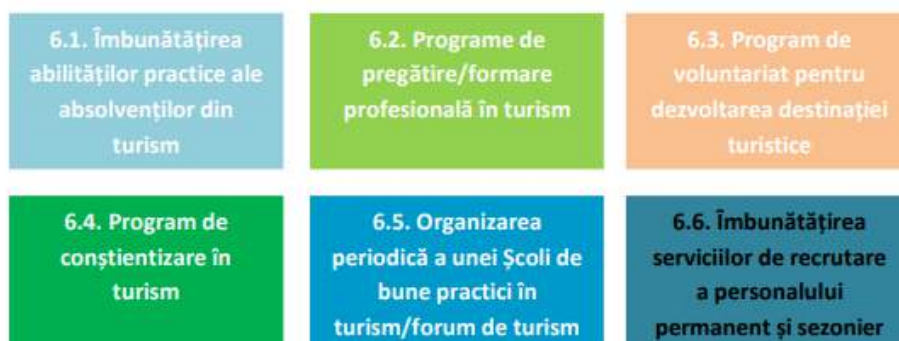 6.1. Îmbunătățirea
abilităților practice ale
absolvenților din
turism
6.2. Programe de
pregătire/formare
profesională în turism
6.3. Program de
voluntariat pentru
dezvoltarea destinației
turistice
6.4. Program de
conștientizare în
turism
6.5. Organizarea
periodică a unei Școli de
bune practici în
turism/forum de turism
6.6. Îmbunătățirea
serviciilor de recrutare
a personalului
permanent și sezonier